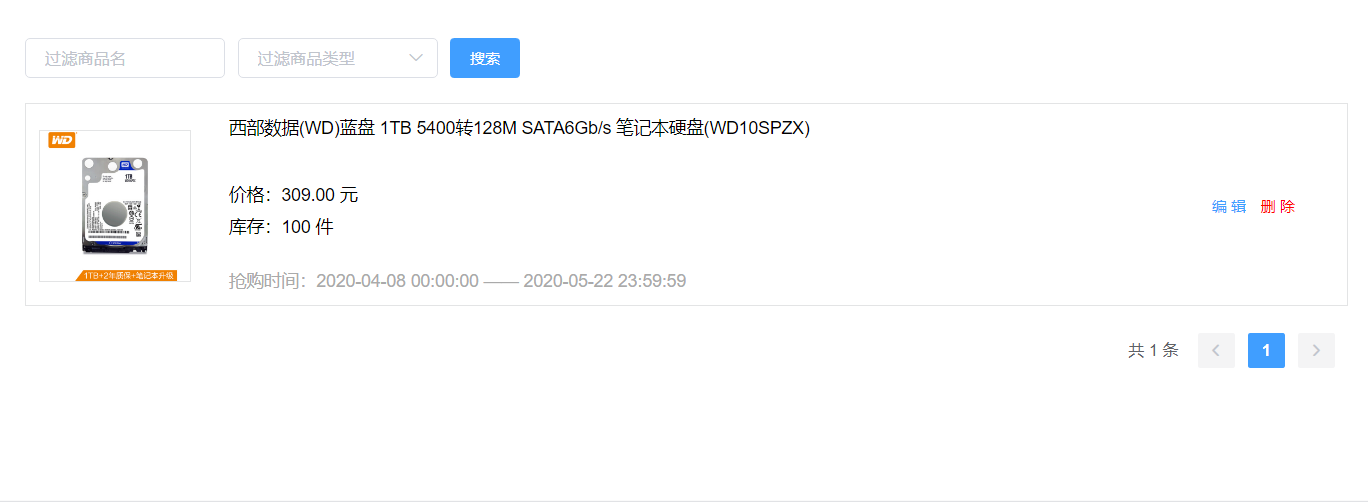 过滤商品名
过滤商品类型
搜索
西部数据(WD)蓝盘 1TB 5400转128M SATA6Gb/s 笔记本硬盘(WD10SPZX)
WD
1TB
价格：309.00 元
库存：100 件
编 辑 删 除
1TB+2年质保+笔记本升级
抢购时间：2020-04-08 00:00:00 —— 2020-05-22 23:59:59
共 1 条
1